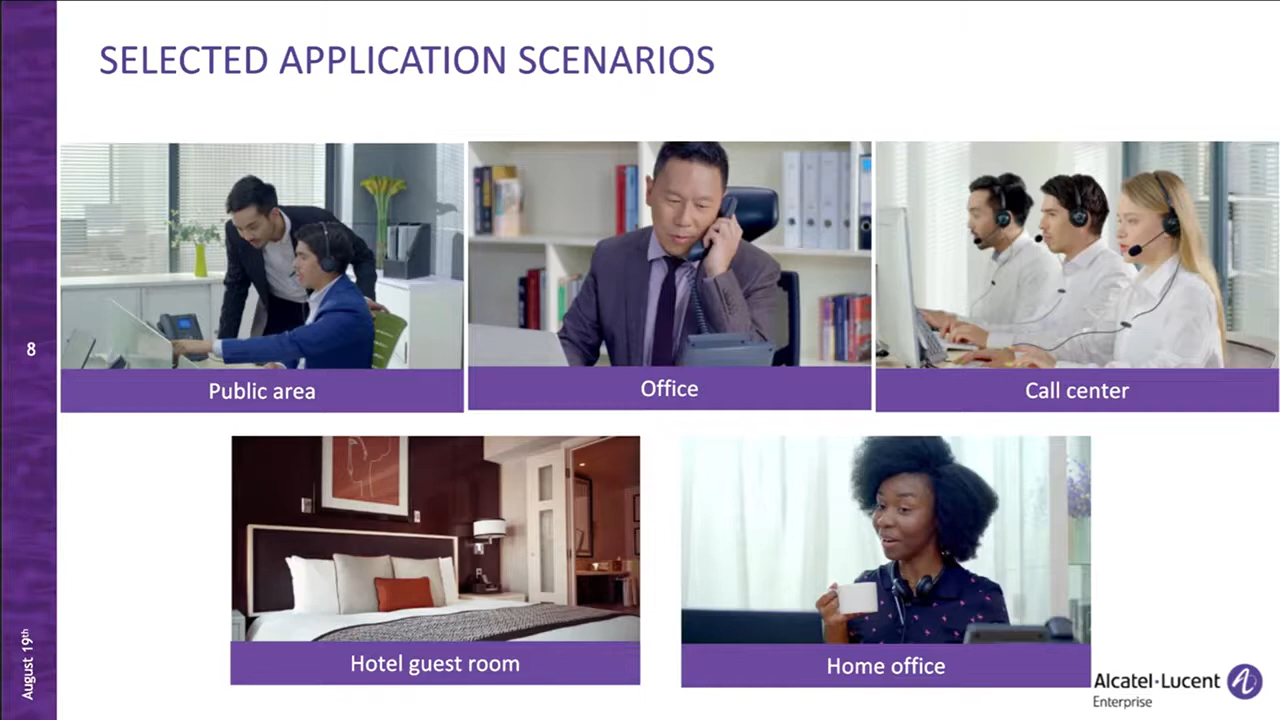 SELECTED APPLICATION SCENARIOS
Public area
Office
Call center
8
Hotel guest room
Home office
August 19th
Alcatel·Lucent
Enterprise